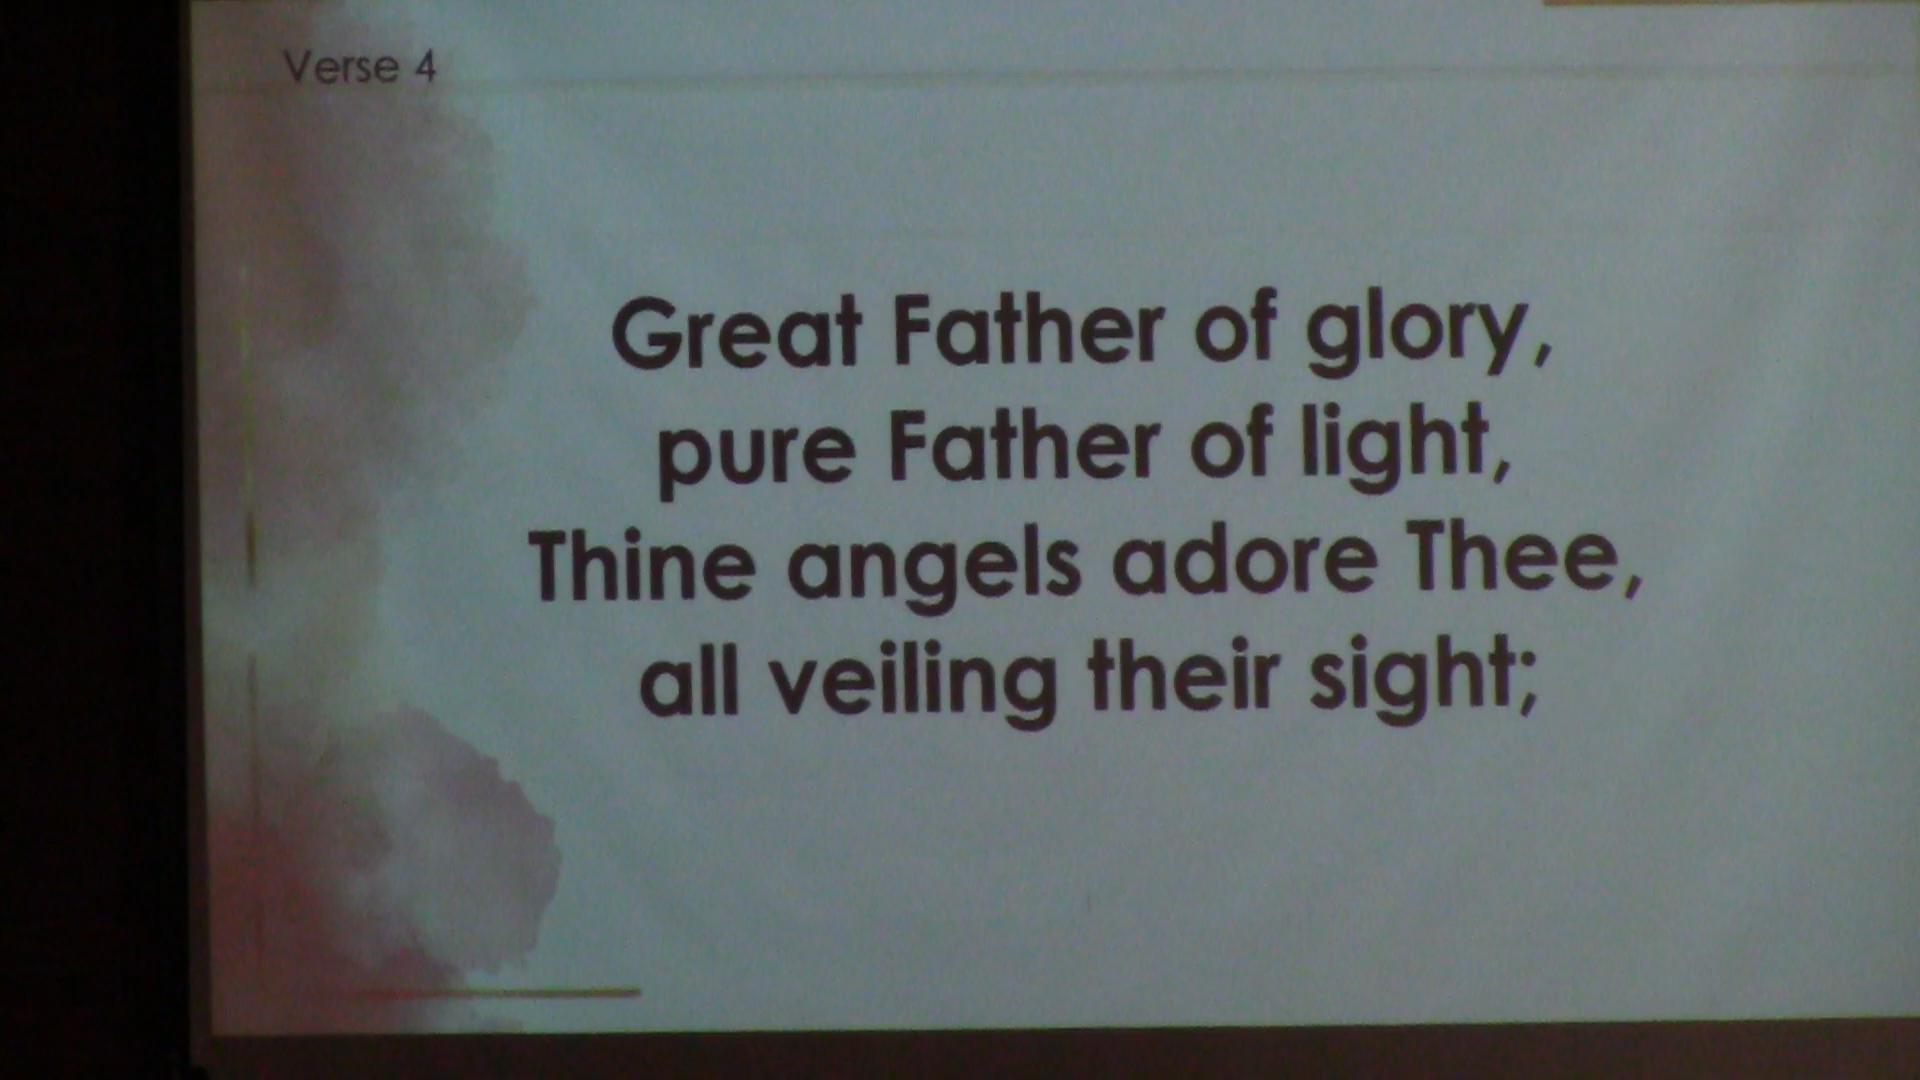 Verse 4
Great Father of glory,
pure Father of light,
Thine angels adore Thee,
all veiling their sight;